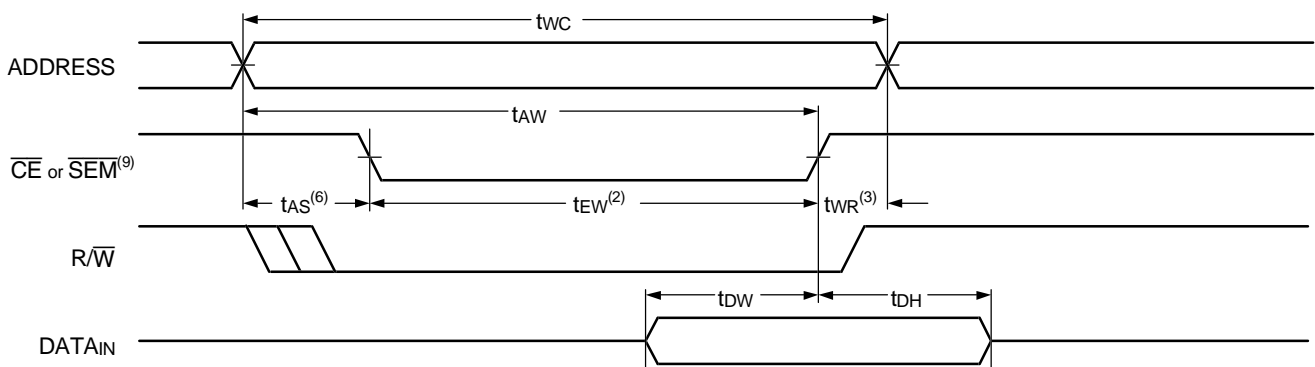 tWC
ADDRESS
tAW
CE or SEM(9)
tAS(6)
tEW(2)
tWR(3)
R/W
tDW
tDH
DATAIN